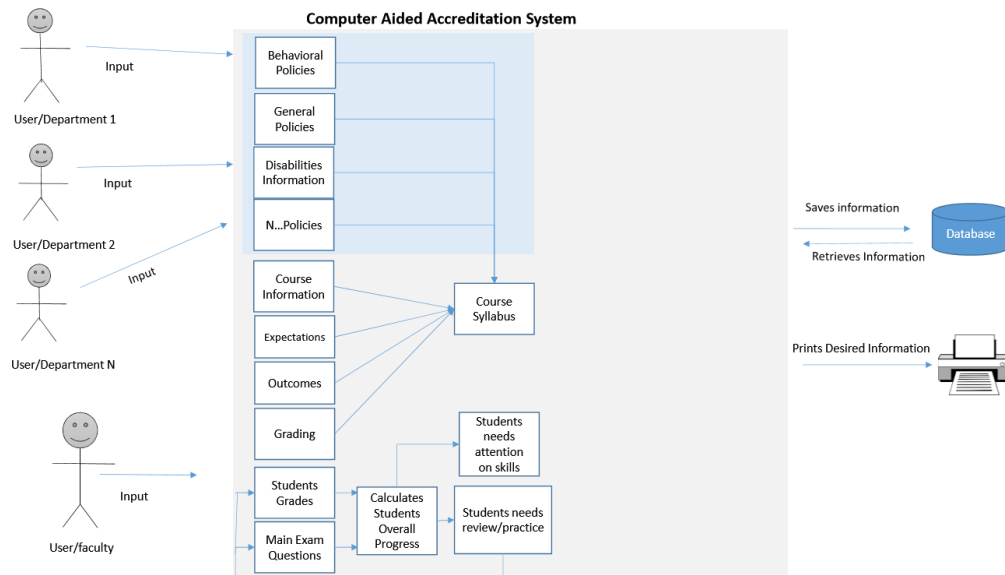 Computer Aided Accreditation System
Input
User/Department 1
Input
User/Department 2
Input
User/Department N
Input
User/faculty
Behavioral
Policies
General
Policies
Disabilities
Information
N...Policies
Course
Information
Expectations
Outcomes
Grading
Students
Grades
Main Exam
Questions
Course
Syllabus
Calculates
Students
Overall
Progress
Students
needs
attention
on skills
Students needs
review/practice
Saves information
Retrieves Information
Database
Prints Desired Information